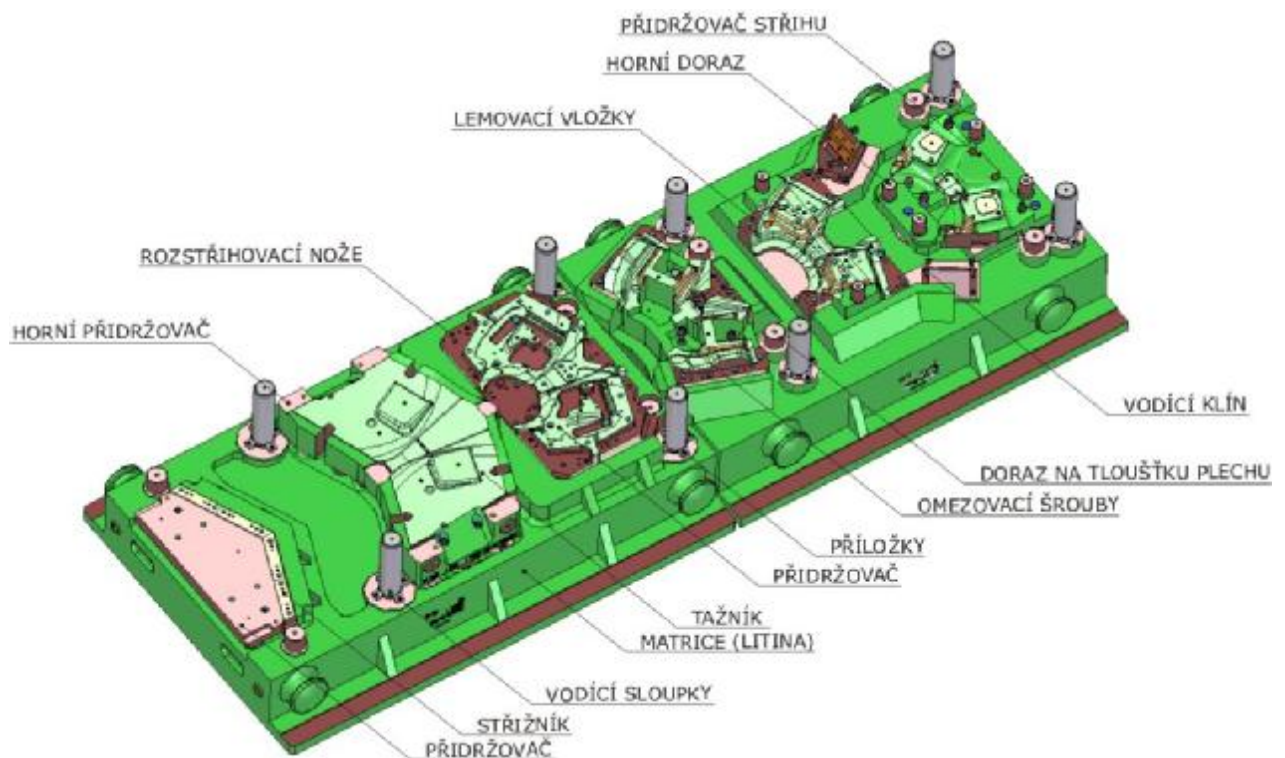 PŘIDRŽOVAČ STŘIHU
HORNÍ DORAZ
LEMOVACÍ VLOŽKY
ROZSTŘIHOVACÍ NOŽE
HORNÍ PŘIDRŽOVAČ
VODÍCÍ KLÍN
DORAZ NA TLOUŠŤKU PLECHU
OMEZOVACÍ ŠROUBY
PŘÍLOŽKY
PŘIDRŽOVAČ
TAŽNÍK
MATRICE (LITINA)
VODÍCÍ SLOUPKY
STŘIŽNÍK
PŘIDRŽOVAČ